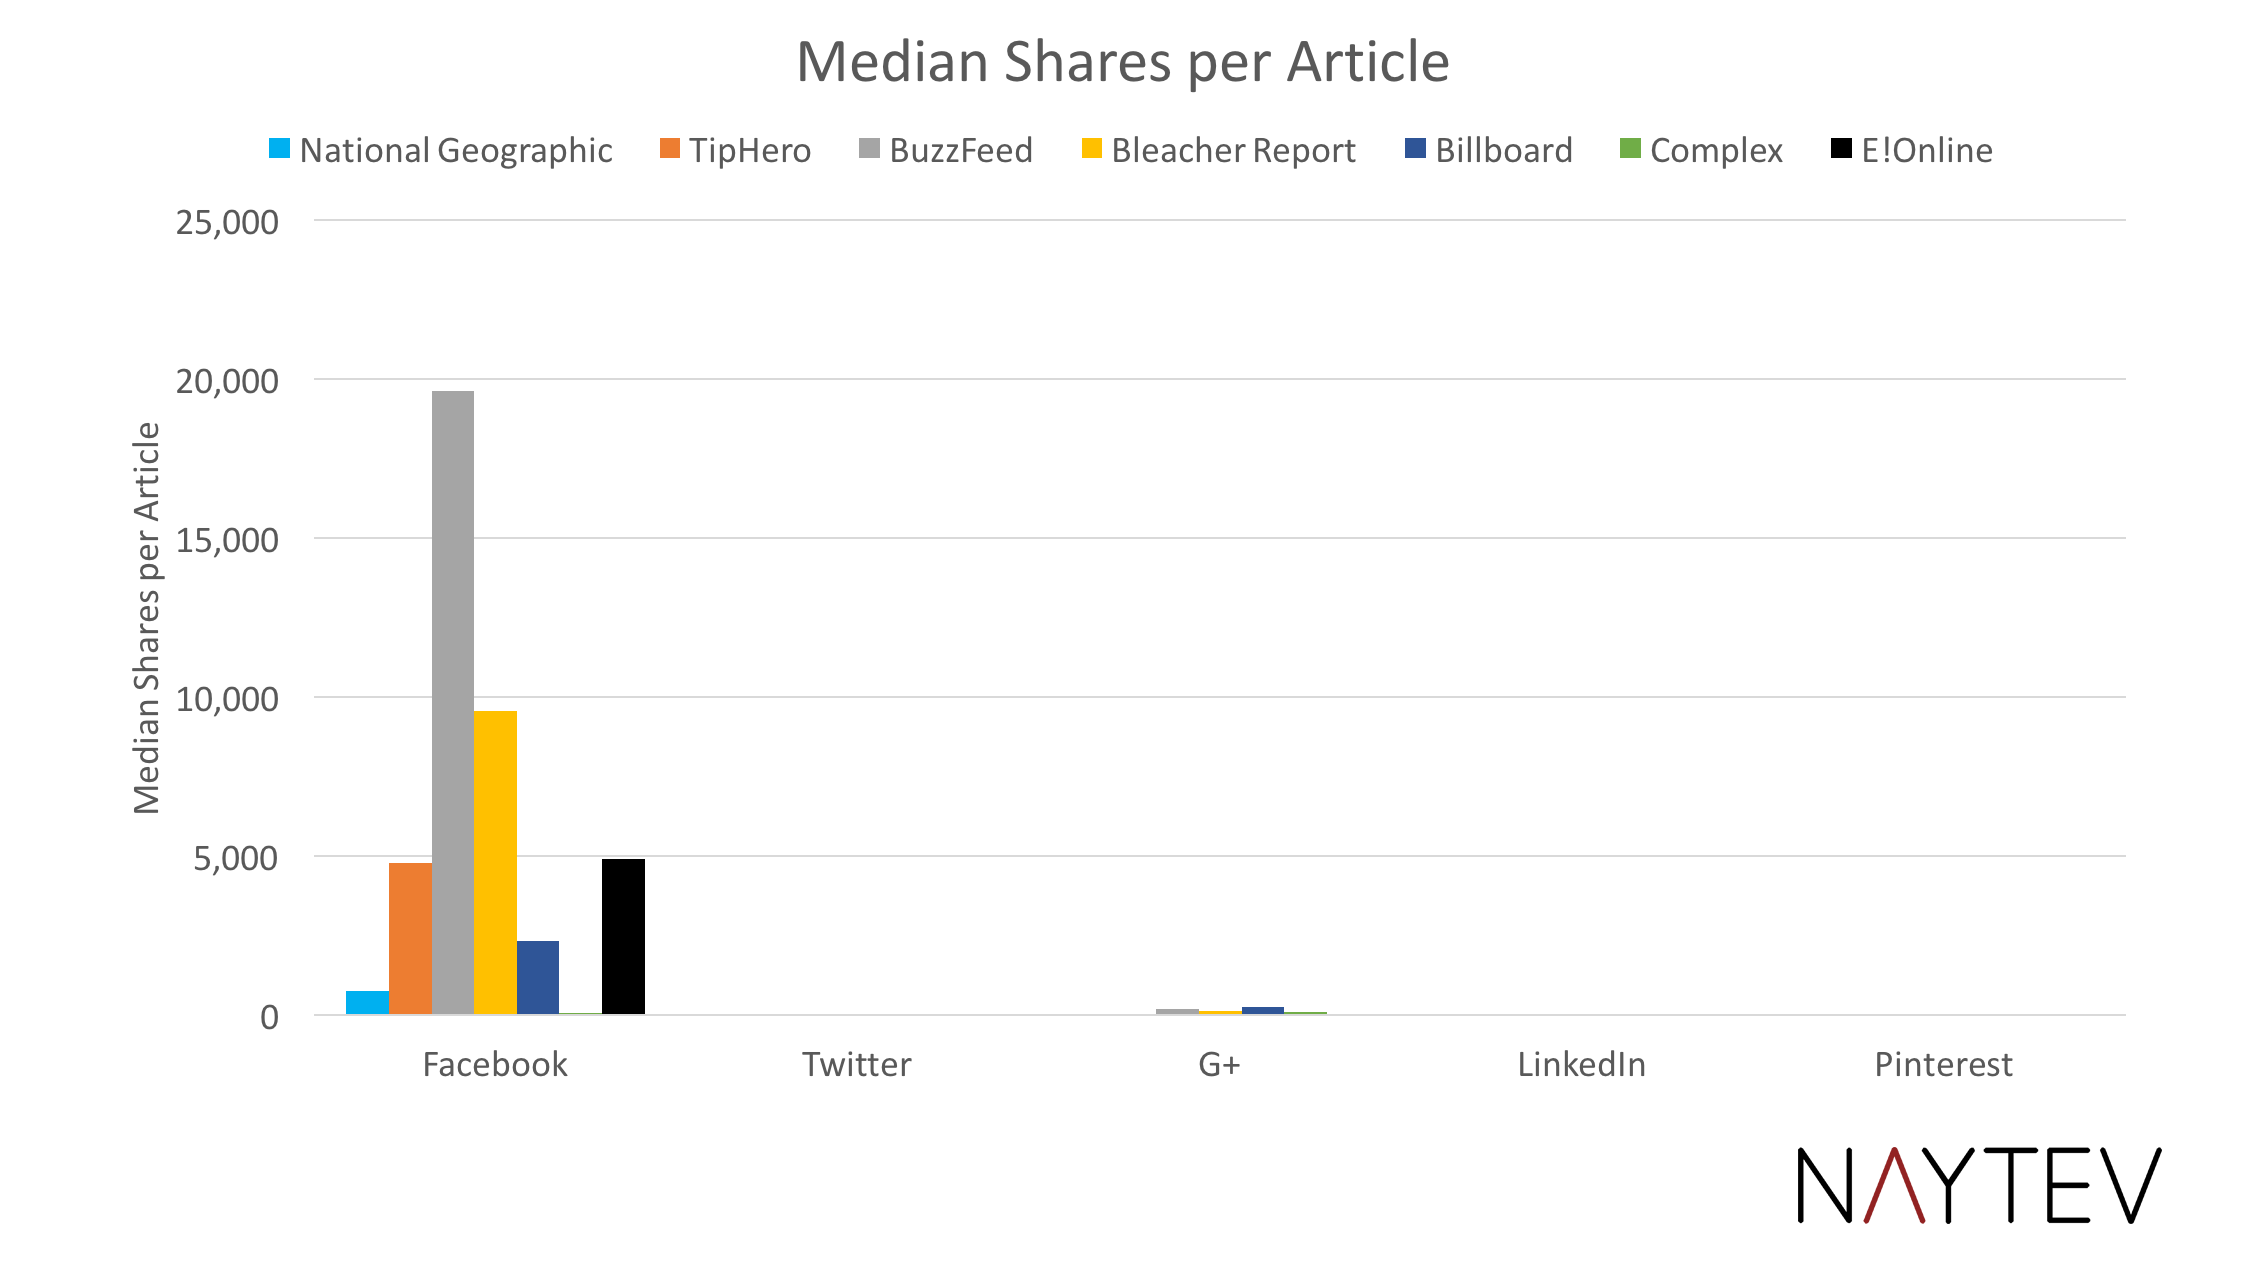 Median Shares per Article
National Geographic TipHero BuzzFeed Bleacher Report Billboard Complex E!Online
Median Shares per Article
25,000
20,000
15,000
10,000
5,000
0
Facebook Twitter G+ LinkedIn Pinterest
NAYTEV